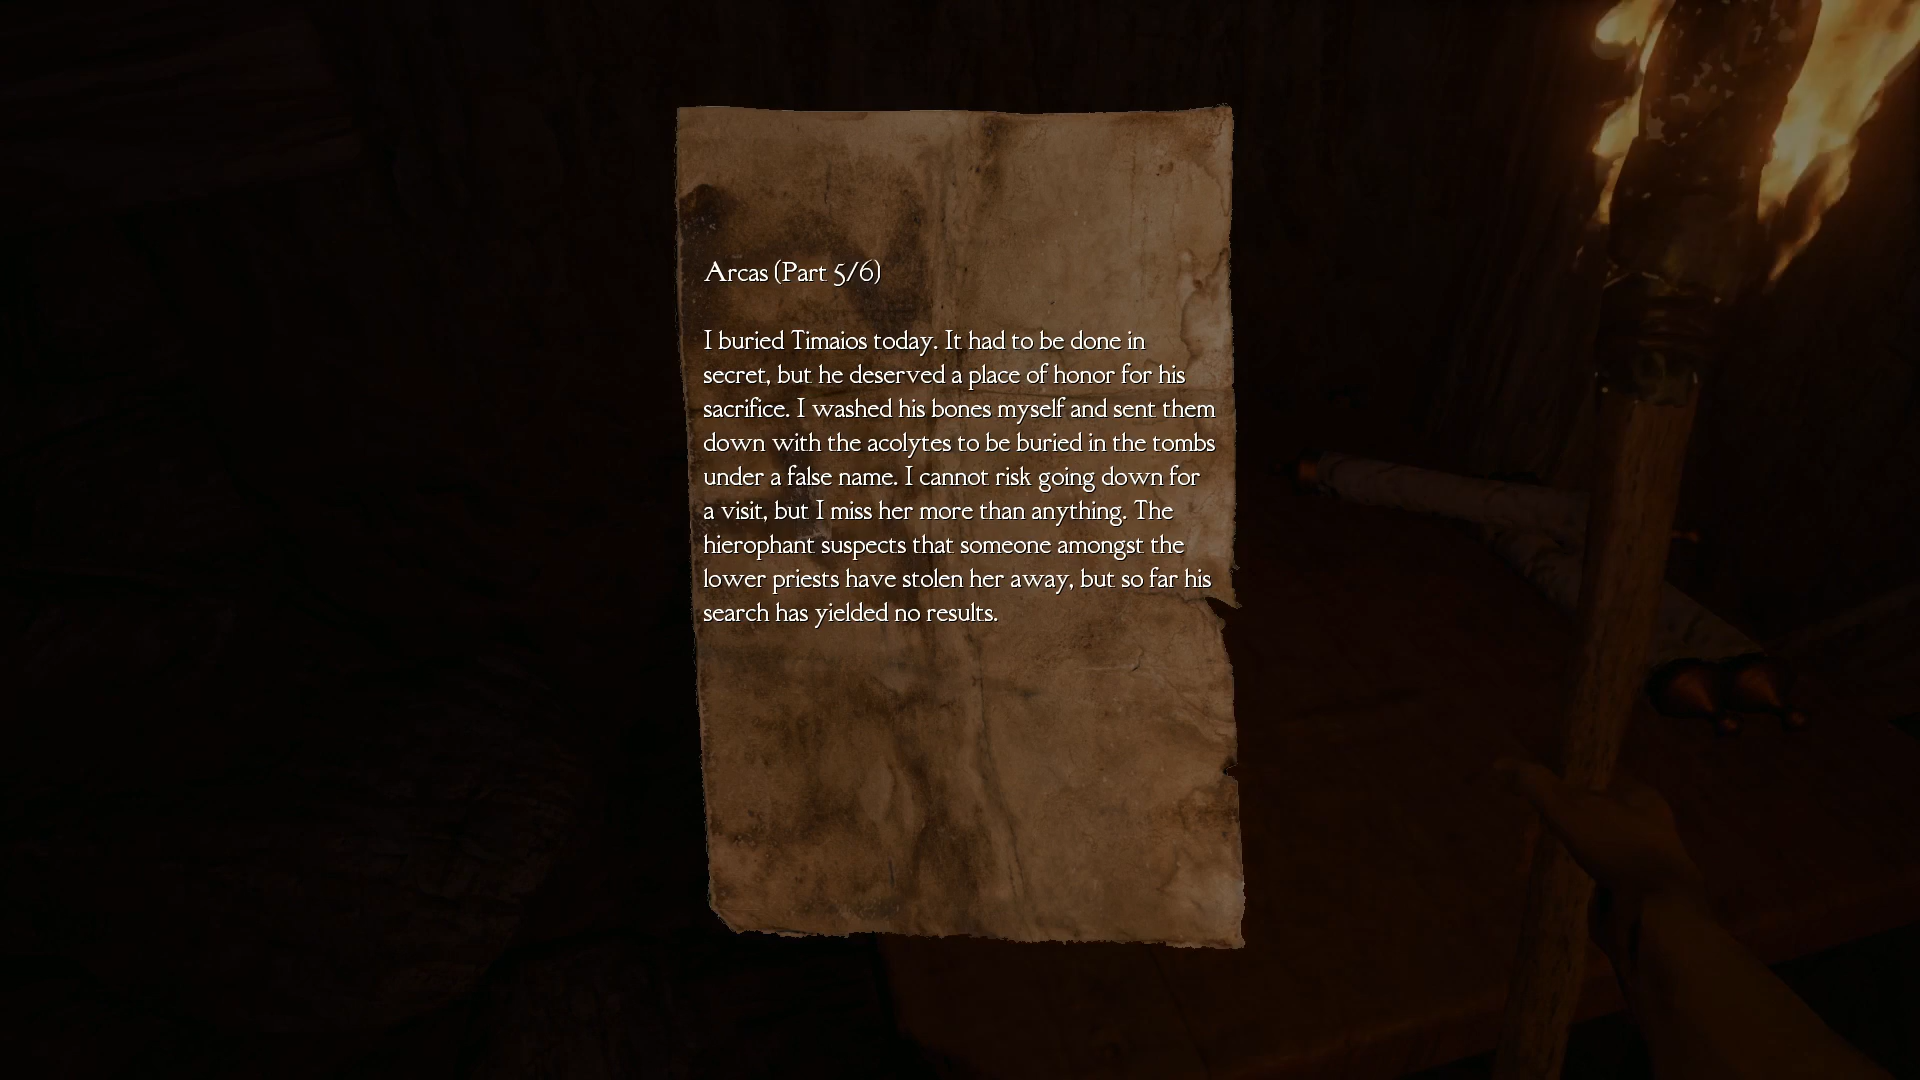 Arcas (Part 5/6)
I buried Timaios today. It had to be done in
secret, but he deserved a place of honor for his
sacrifice. I washed his bones myself and sent them
down with the acolytes to be buried in the tombs
under a false name. I cannot risk going down for
a visit, but I miss her more than anything. The
hierophant suspects that someone amongst the
lower priests have stolen her away, but so far his
search has yielded no results.